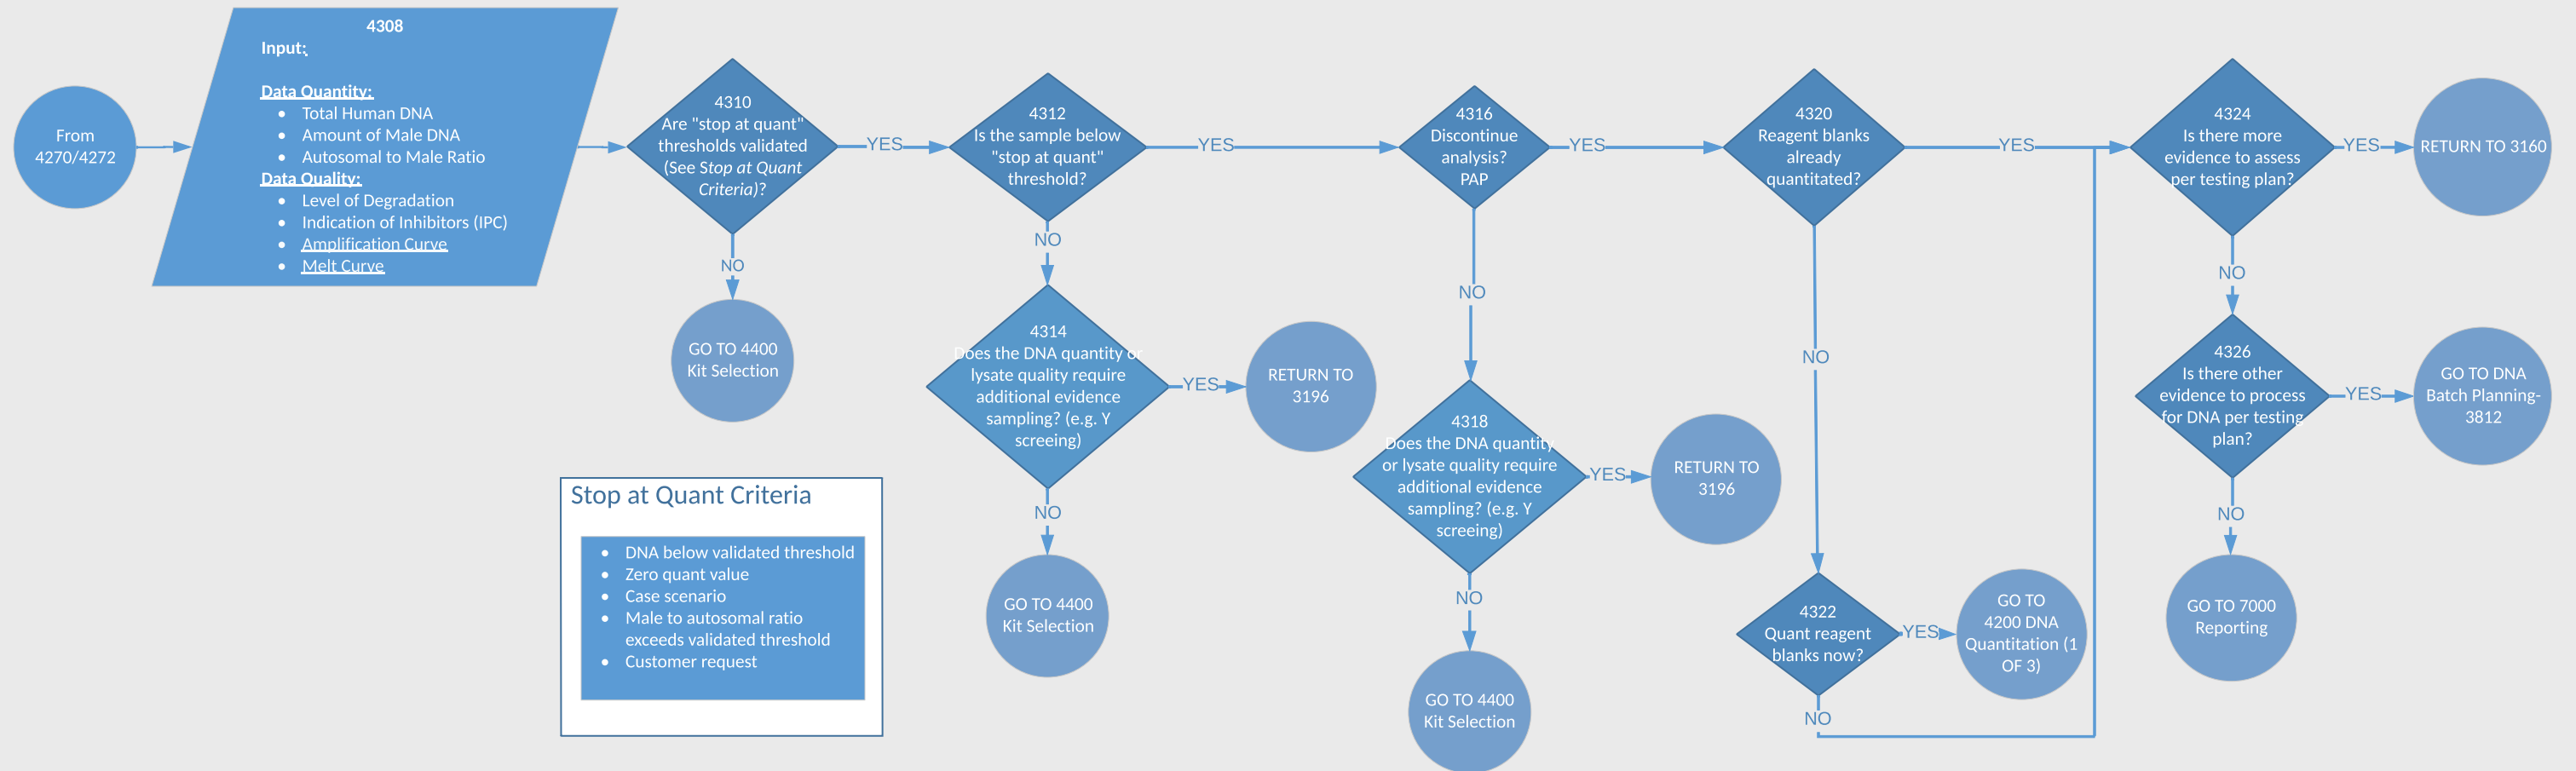 From
4270/4272
4308
Input:
Data Quantity:
• Total Human DNA
• Amount of Male DNA
• Autosomal to Male Ratio
Data Quality:
• Level of Degradation
• Indication of Inhibitors (IPC)
• Amplification Curve
• Melt Curve
4310
Are "stop at quant"
thresholds validated
(See Stop at Quant
Criteria)?
YES
NO
GO TO 4400
Kit Selection
4312
Is the sample below
"stop at quant"
threshold?
YES
NO
4314
Does the DNA quantity or
lysate quality require
additional evidence
sampling? (e.g. Y
screeing)
YES
RETURN TO
3196
NO
GO TO 4400
Kit Selection
Stop at Quant Criteria
• DNA below validated threshold
• Zero quant value
• Case scenario
• Male to autosomal ratio
exceeds validated threshold
• Customer request
4316
Discontinue
analysis?
PAP
YES
NO
4318
Does the DNA quantity
or lysate quality require
additional evidence
sampling? (e.g. Y
screeing)
YES
RETURN TO
3196
NO
GO TO 4400
Kit Selection
4320
Reagent blanks
already
quantitated?
YES
NO
4322
Quant reagent
blanks now?
YES
GO TO
4200 DNA
Quantitation (1
OF 3)
NO
4324
Is there more
evidence to assess
per testing plan?
YES
RETURN TO 3160
NO
4326
Is there other
evidence to process
for DNA per testing
plan?
YES
GO TO DNA
Batch Planning-
3812
NO
GO TO 7000
Reporting